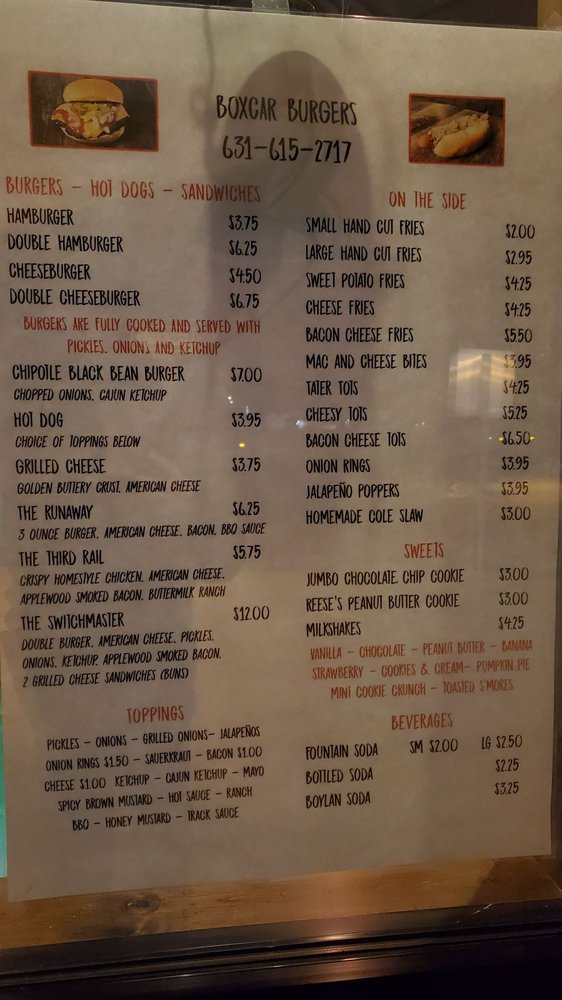 BOXCAR BURGERS
631-615-2717
BURGERS - HOT DOGS - SANDWICHES
HAMBURGER $3.75
DOUBLE HAMBURGER $6.25
CHEESEBURGER $4.50
DOUBLE CHEESEBURGER $6.75
BURGERS ARE FULLY COOKED AND SERVED WITH
PICKLES, ONIONS AND KETCHUP
CHIPOTLE BLACK BEAN BURGER $7.00
CHOPPED ONIONS, CAJUN KETCHUP
HOT DOG $3.95
CHOICE OF TOPPINGS BELOW
GRILLED CHEESE $3.75
GOLDEN BUTTERY CRUST, AMERICAN CHEESE
THE RUNAWAY $6.25
3 OUNCE BURGER, AMERICAN CHEESE, BACON, BBQ SAUCE
THE THIRD RAIL $5.75
CRISPY HOMESTYLE CHICKEN, AMERICAN CHEESE,
APPLEWOOD SMOKED BACON, BUTTERMILK RANCH
THE SWITCHMASTER $12.00
DOUBLE BURGER, AMERICAN CHEESE, PICKLES,
ONIONS, KETCHUP, APPLEWOOD SMOKED BACON,
2 GRILLED CHEESE SANDWICHES (BUNS)
TOPPINGS
PICKLES - ONIONS - GRILLED ONIONS- JALAPEÑOS
ONION RINGS $1.50 - SAUERKRAUT - BACON $1.00
CHEESE $1.00 KETCHUP - CAJUN KETCHUP - MAYO
SPICY BROWN MUSTARD - HOT SAUCE - RANCH
BBQ - HONEY MUSTARD - TRACK SAUCE
ON THE SIDE
SMALL HAND CUT FRIES $2.00
LARGE HAND CUT FRIES $2.95
SWEET POTATO FRIES $4.25
CHEESE FRIES $4.25
BACON CHEESE FRIES $5.50
MAC AND CHEESE BITES $3.95
TATER TOTS $4.25
CHEESY TOTS $5.25
BACON CHEESE TOTS $6.50
ONION RINGS $3.95
JALAPEÑO POPPERS $3.95
HOMEMADE COLE SLAW $3.00
SWEETS
JUMBO CHOCOLATE CHIP COOKIE $3.00
REESE'S PEANUT BUTTER COOKIE $3.00
MILKSHAKES $4.25
VANILLA - CHOCOLATE - PEANUT BUTTER - BANANA
STRAWBERRY - COOKIES & CREAM- PUMPKIN PIE
MINI COOKIE CRUNCH - TOASTED S'MORES
BEVERAGES
FOUNTAIN SODA SM $2.00 LG $2.50
BOTTLED SODA $2.25
BOYLAN SODA $3.25